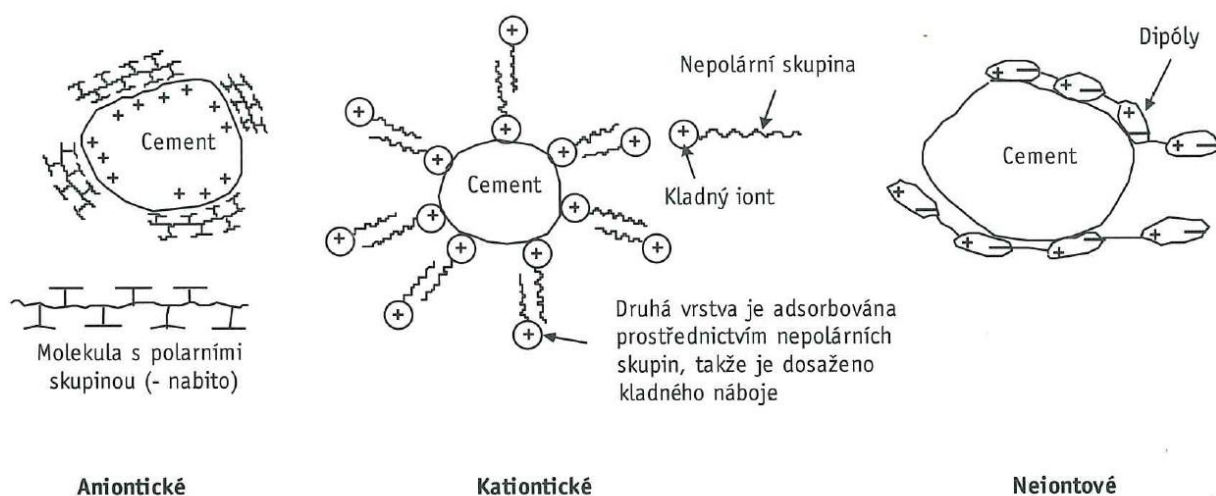 Cement
Molekula s polarními
skupinou (- nabito)
Aniontické
Cement
Nepolární skupina
Kladný iont
Druhá vrstva je adsorbována
prostřednictvím nepolárních
skupin, takže je dosaženo
kladného náboje
Kationtické
Dipóly
Cement
Neiontové